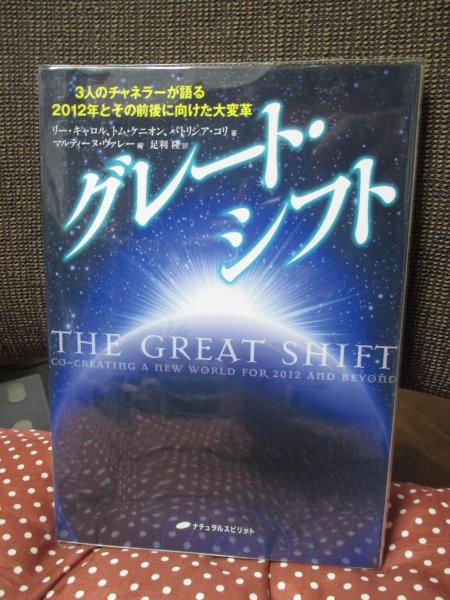 3人のチャネラーが語る
2012年とその前後に向けた大変革
リー・キャロル、トム・ケニオン、パトリシア・コリ 著
マルティーヌ・ヴァレー 編 足利 隆 訳
グレート・
シフト
THE GREAT SHIFT
CO-CREATING A NEW WORLD FOR 2012 AND BEYOND
ナチュラルスピリット